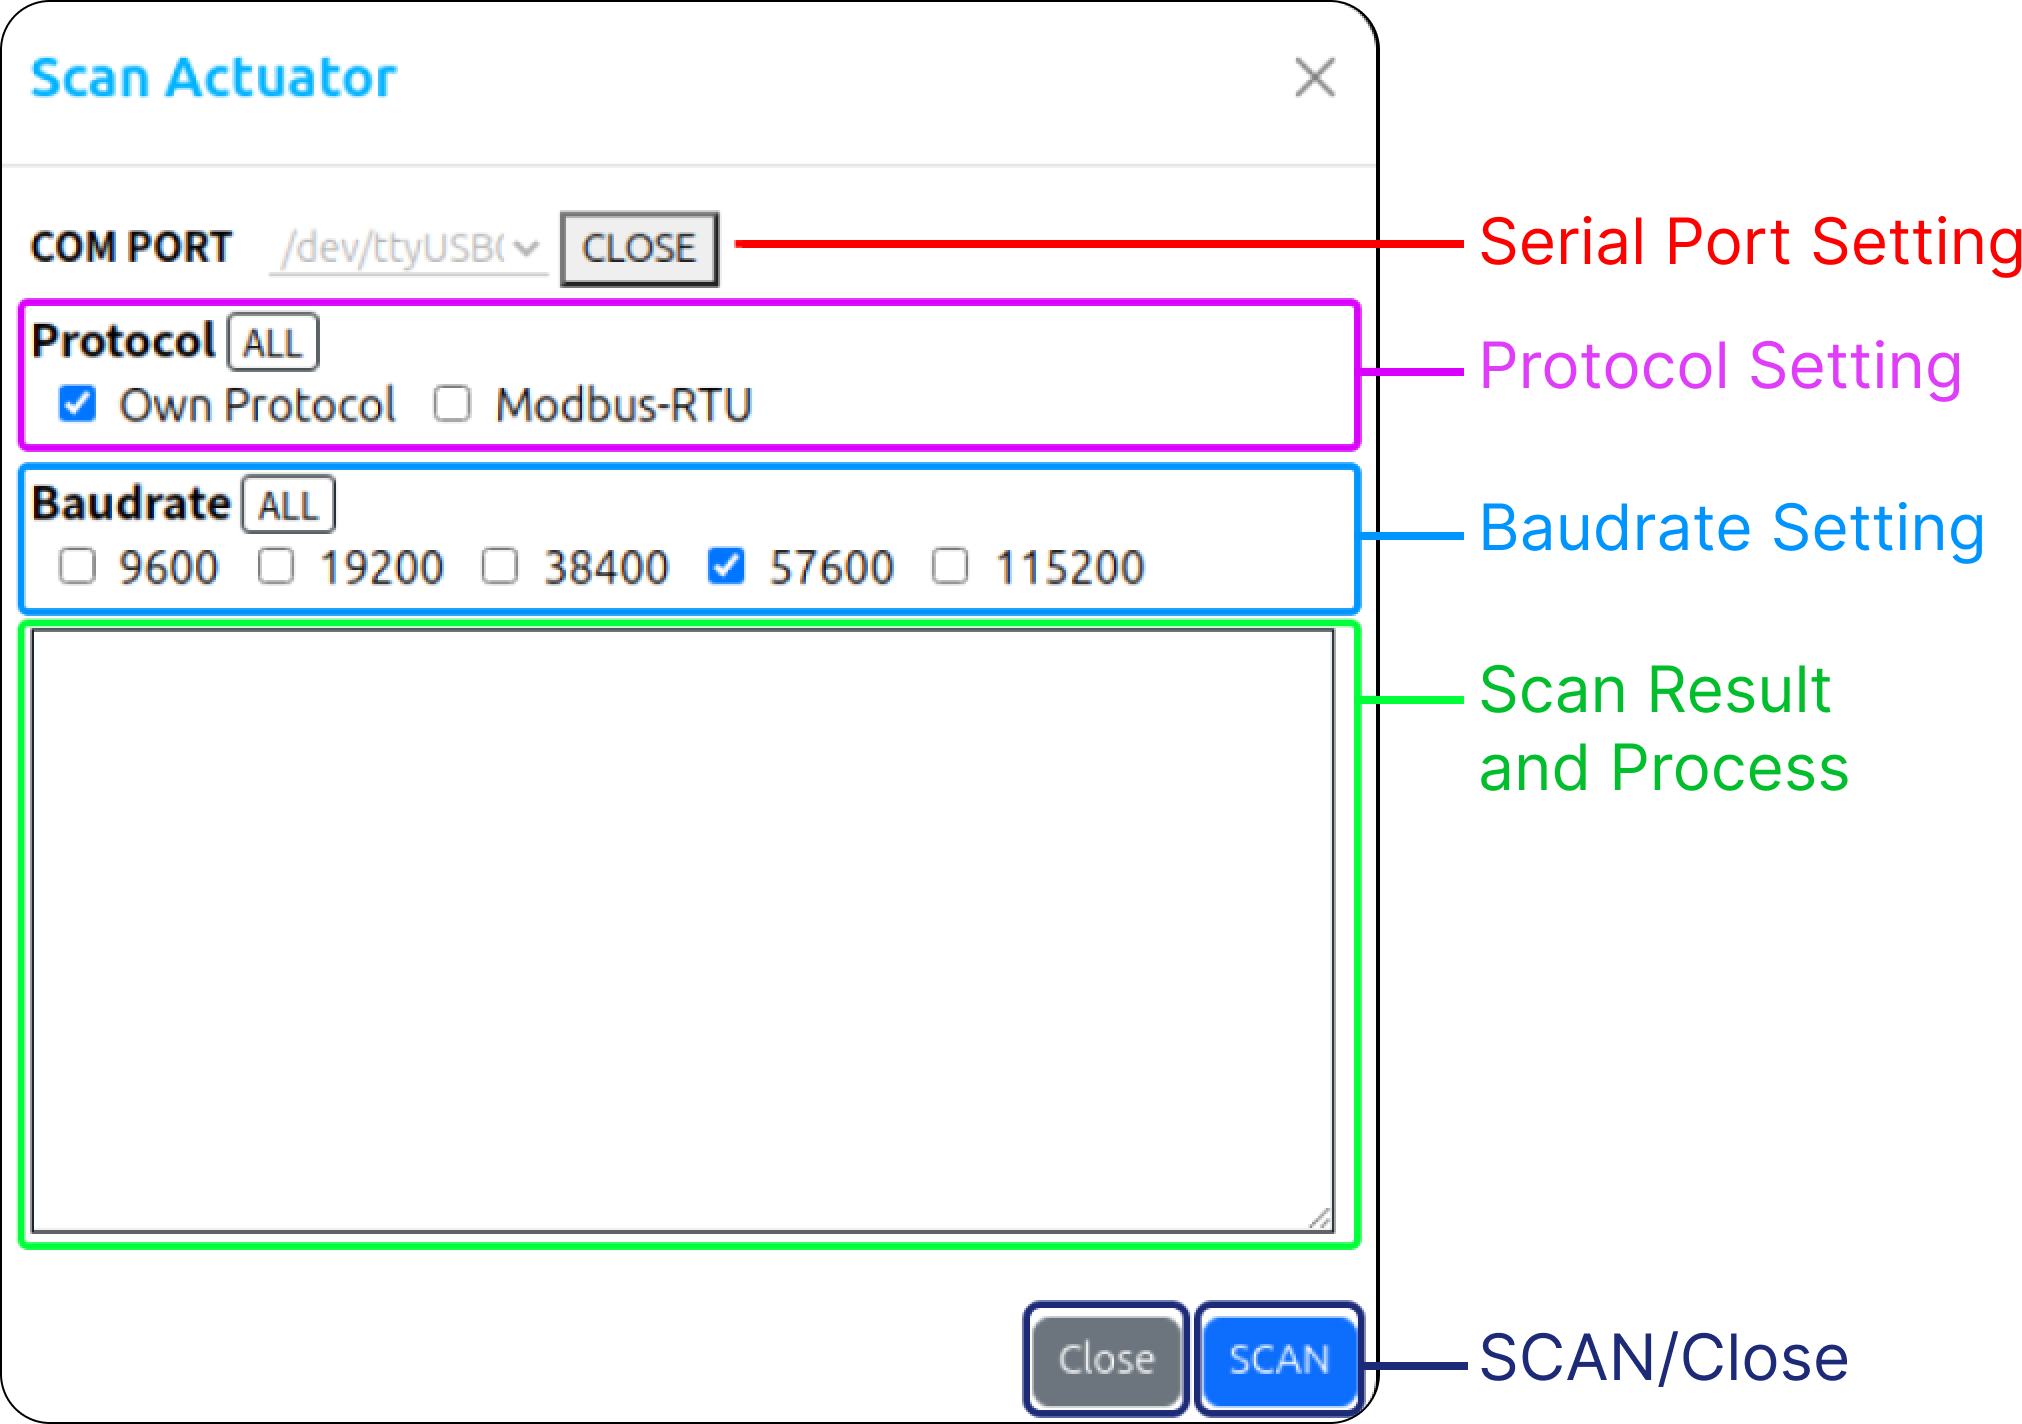 Scan Actuator
COM PORT /dev/ttyUSB CLOSE
Serial Port Setting
Protocol ALL
Own Protocol Modbus-RTU
Protocol Setting
Baudrate ALL
9600 19200 38400 57600 115200
Baudrate Setting
Scan Result
and Process
Close SCAN
SCAN/Close